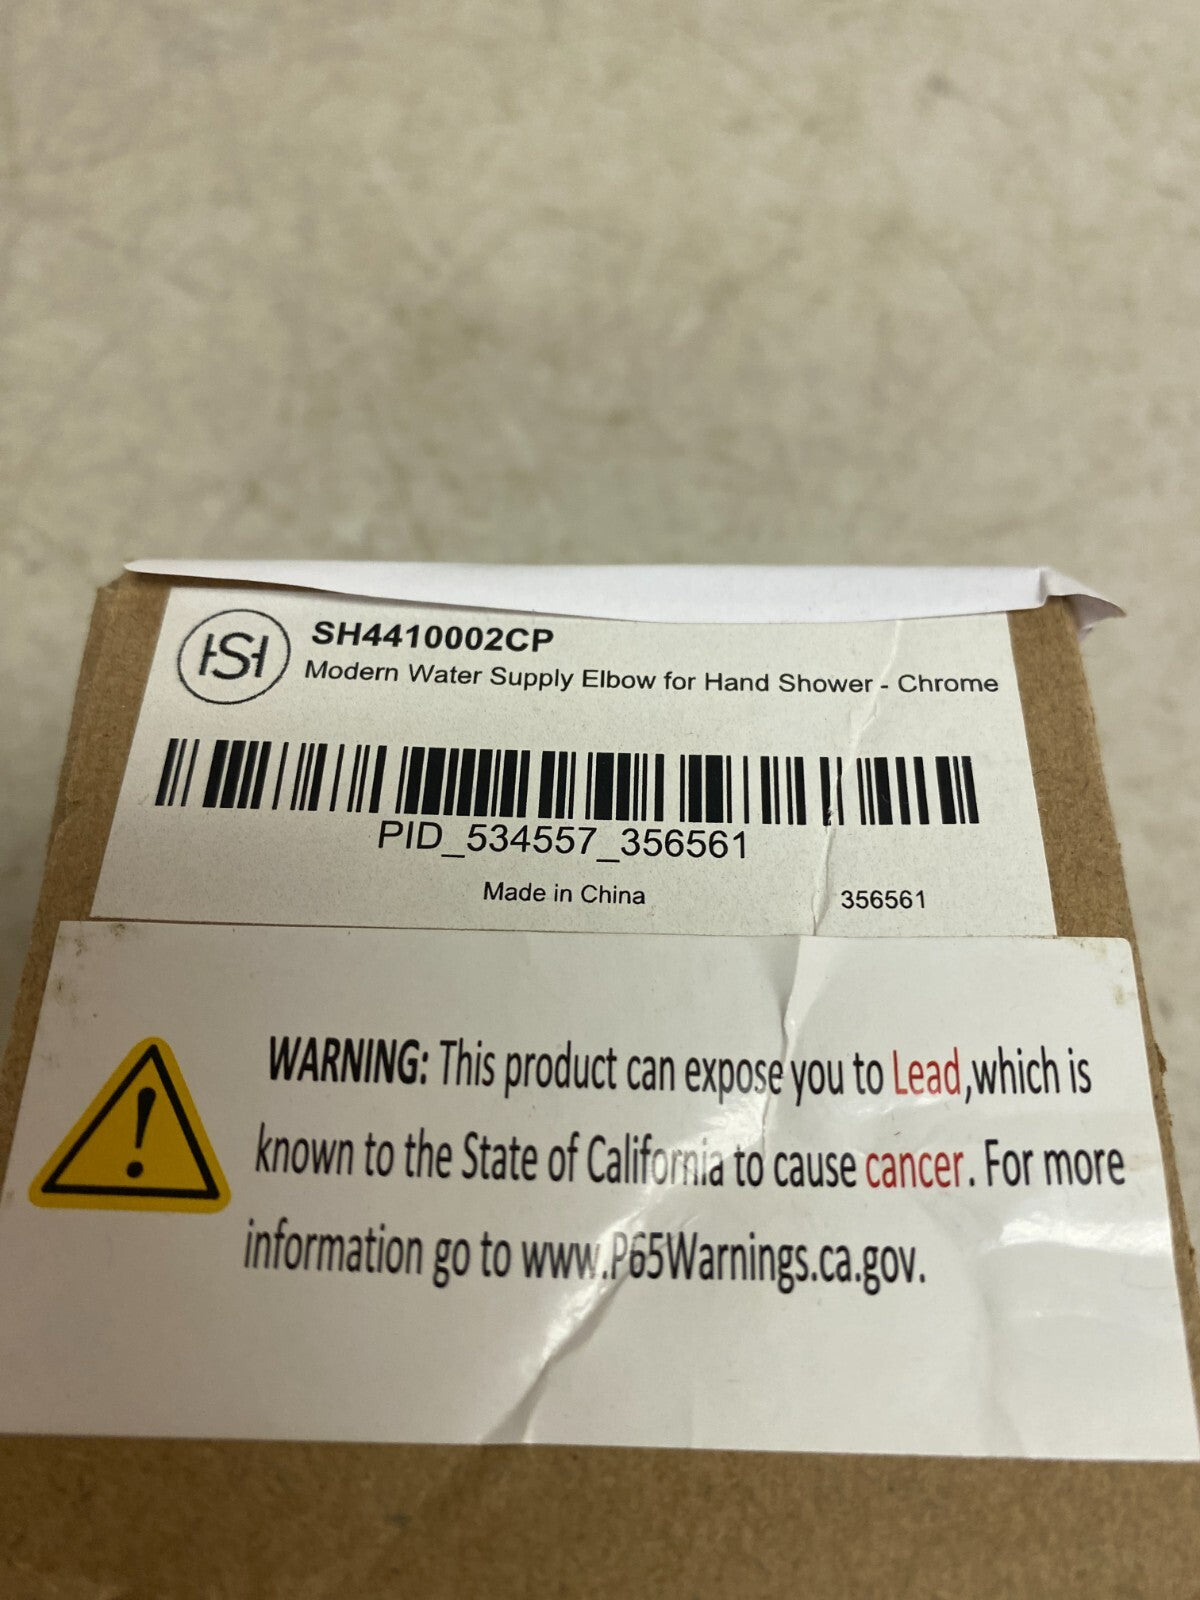 HSH
SH4410002CP
Modern Water Supply Elbow for Hand Shower - Chrome
PID_534557_356561
Made in China
356561
WARNING: This product can expose you to Lead,which is
known to the State of California to cause cancer. For more
information go to www.P65Warnings.ca.gov.